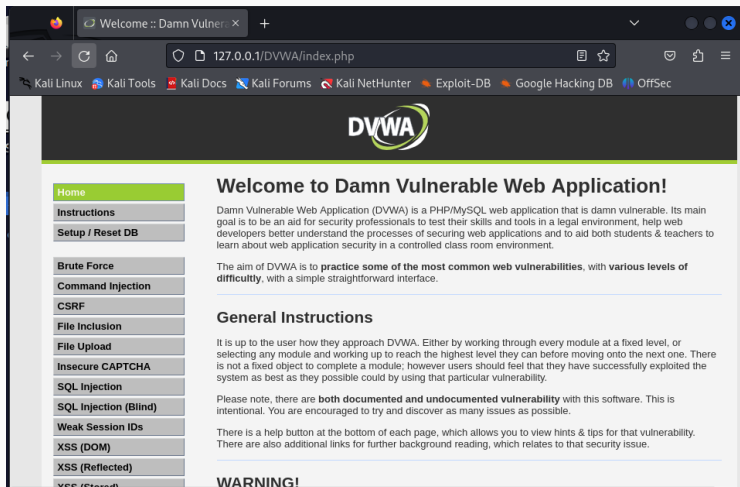 Welcome :: Damn Vulnera
127.0.0.1/DVWA/index.php
Kali Linux Kali Tools Kali Docs Kali Forums Kali NetHunter Exploit-DB Google Hacking DB OffSec
DVWA
Home
Instructions
Setup / Reset DB
Brute Force
Command Injection
CSRF
File Inclusion
File Upload
Insecure CAPTCHA
SQL Injection
SQL Injection (Blind)
Weak Session IDs
XSS (DOM)
XSS (Reflected)
XSS (Stored)
Welcome to Damn Vulnerable Web Application!
Damn Vulnerable Web Application (DVWA) is a PHP/MySQL web application that is damn vulnerable. Its main
goal is to be an aid for security professionals to test their skills and tools in a legal environment, help web
developers better understand the processes of securing web applications and to aid both students & teachers to
learn about web application security in a controlled class room environment.
The aim of DVWA is to practice some of the most common web vulnerabilities, with various levels of
difficultly, with a simple straightforward interface.
General Instructions
It is up to the user how they approach DVWA. Either by working through every module at a fixed level, or
selecting any module and working up to reach the highest level they can before moving onto the next one. There
is not a fixed object to complete a module; however users should feel that they have successfully exploited the
system as best as they possible could by using that particular vulnerability.
Please note, there are both documented and undocumented vulnerability with this software. This is
intentional. You are encouraged to try and discover as many issues as possible.
There is a help button at the bottom of each page, which allows you to view hints & tips for that vulnerability.
There are also additional links for further background reading, which relates to that security issue.
WARNING!